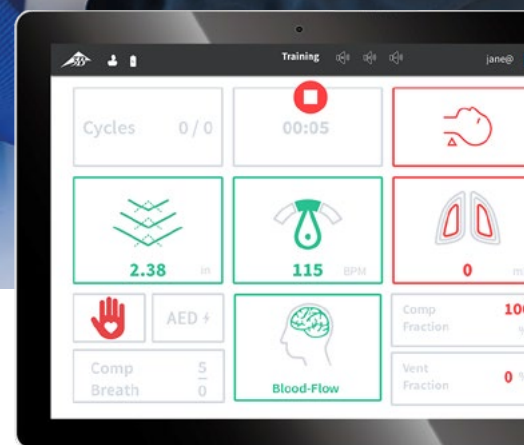 Training
jane@
Cycles 0 / 0
00:05
2.38 in
115 BPM
0
AED
Comp 5
Breath 0
Blood-Flow
Comp 100
Fraction
Vent 0 %
Fraction